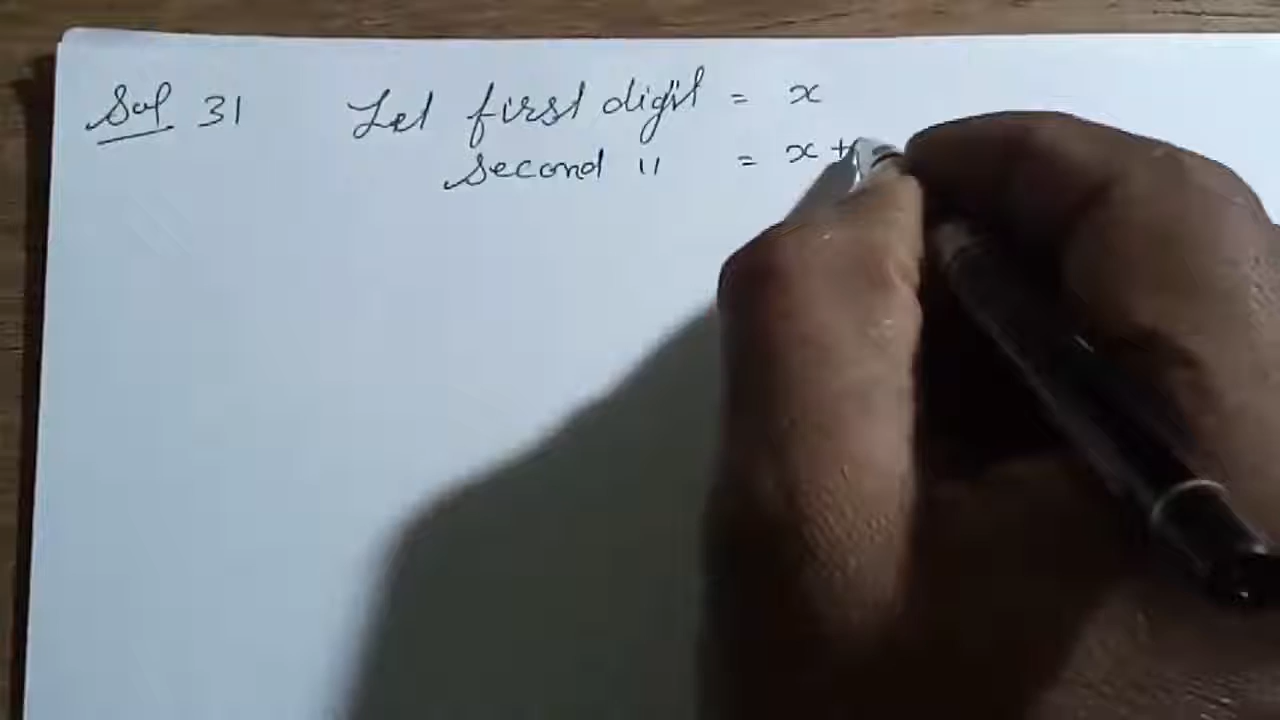 Sol 31 Let first digit = x
second " = x +